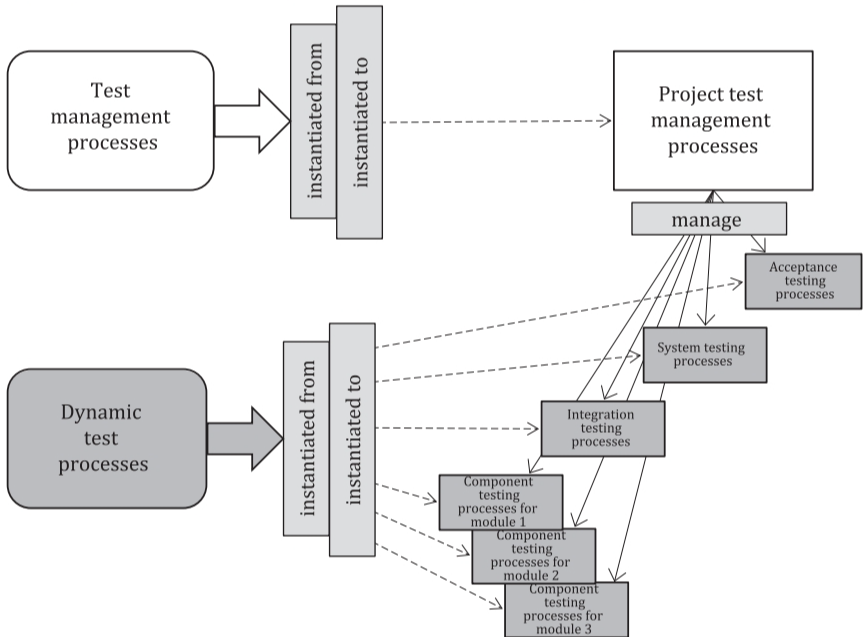 Test
management
processes
instantiated from
instantiated to
Project test
management
processes
manage
Acceptance
testing
processes
System testing
processes
Dynamic
test
processes
instantiated from
instantiated to
Integration
testing
processes
Component
testing
processes for
module 1
Component
testing
processes for
module 2
Component
testing
processes for
module 3